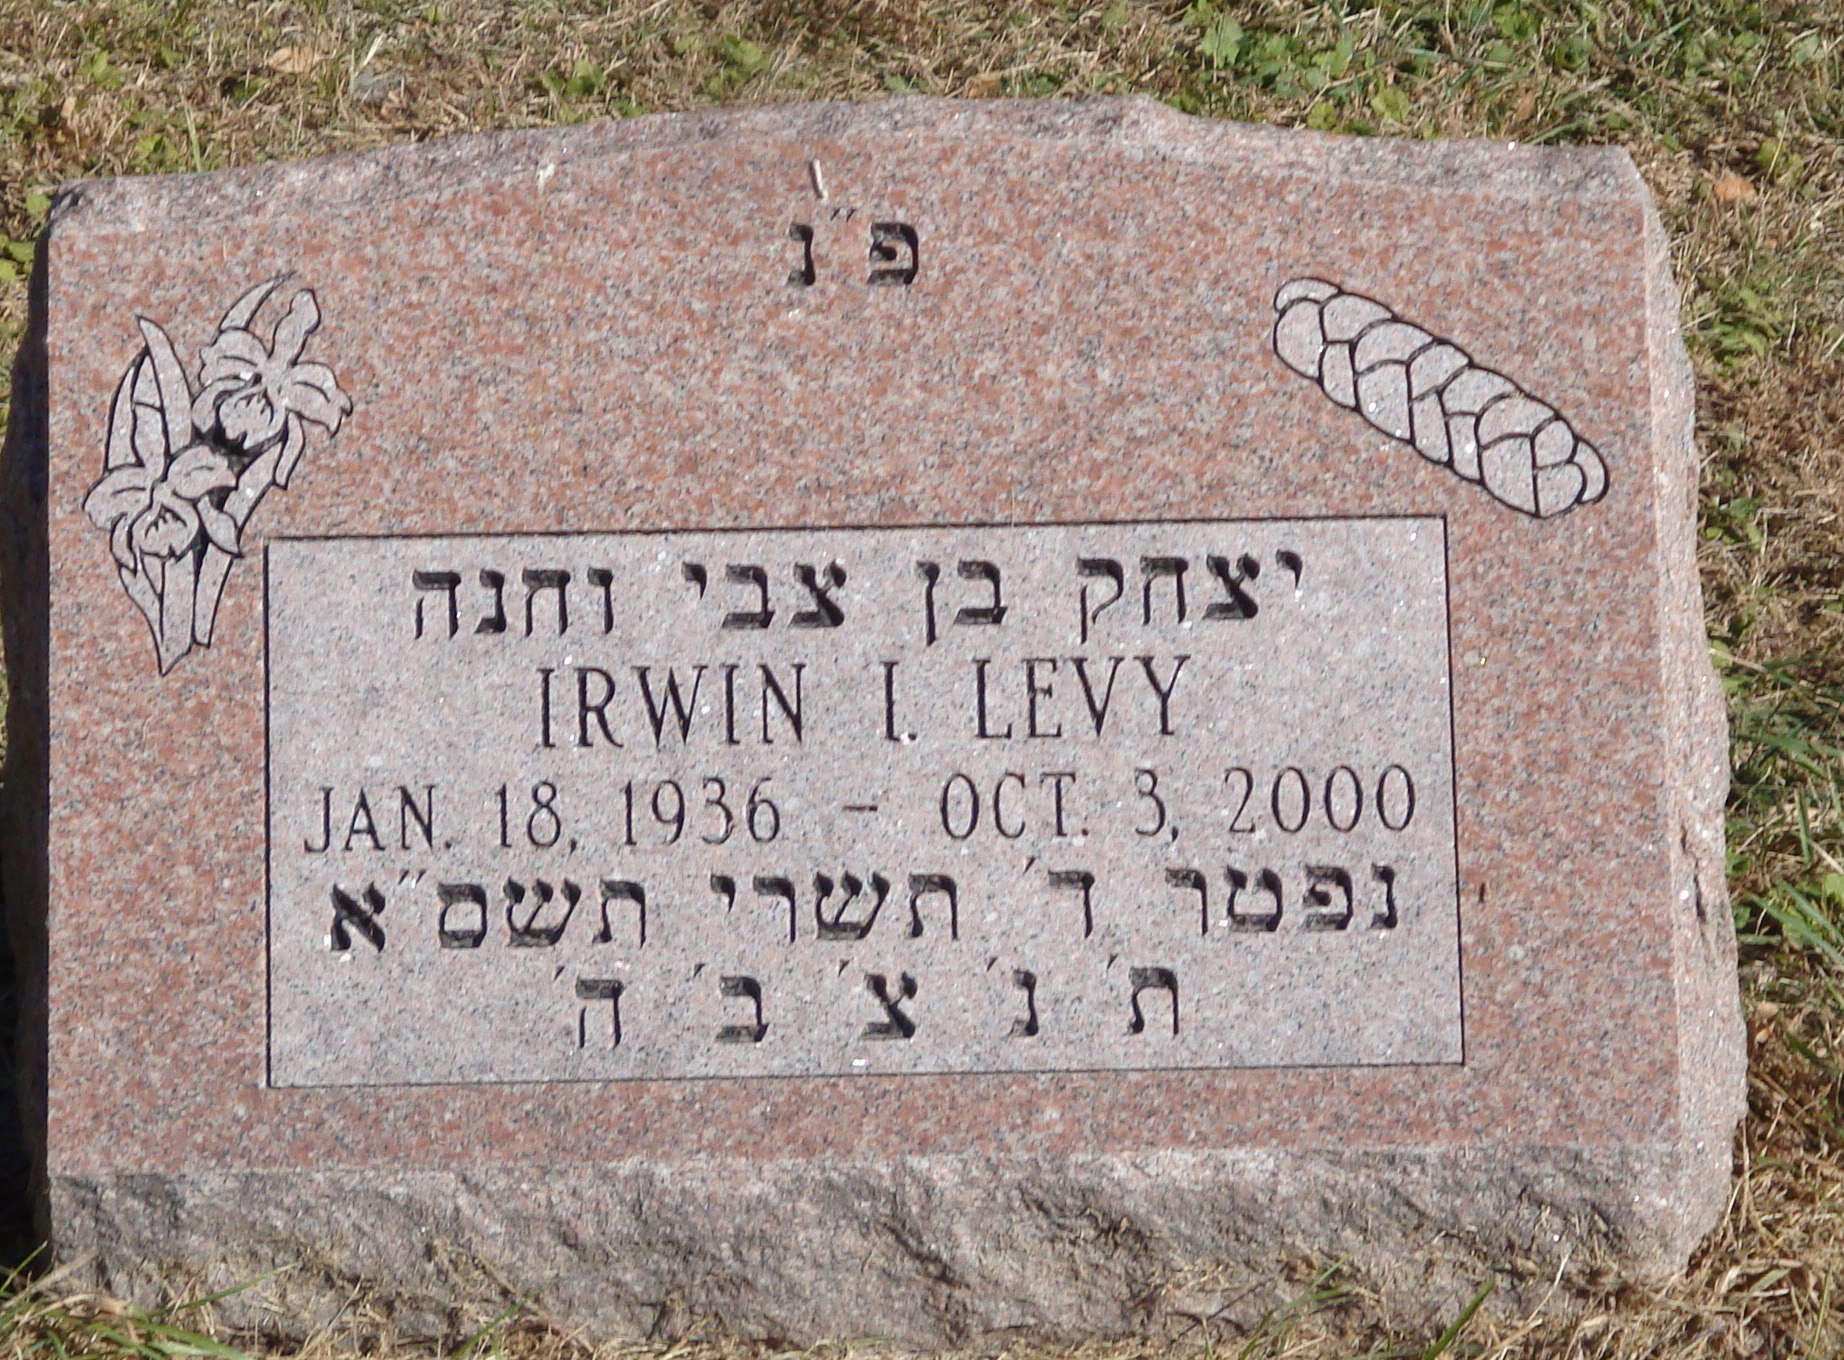 פ"נ
יצחק בן צבי וחנה
IRWIN I. LEVY
JAN. 18, 1936 - OCT. 3, 2000
נפטר ד' תשרי תשס"א
ת' נ' צ' ב' ה'